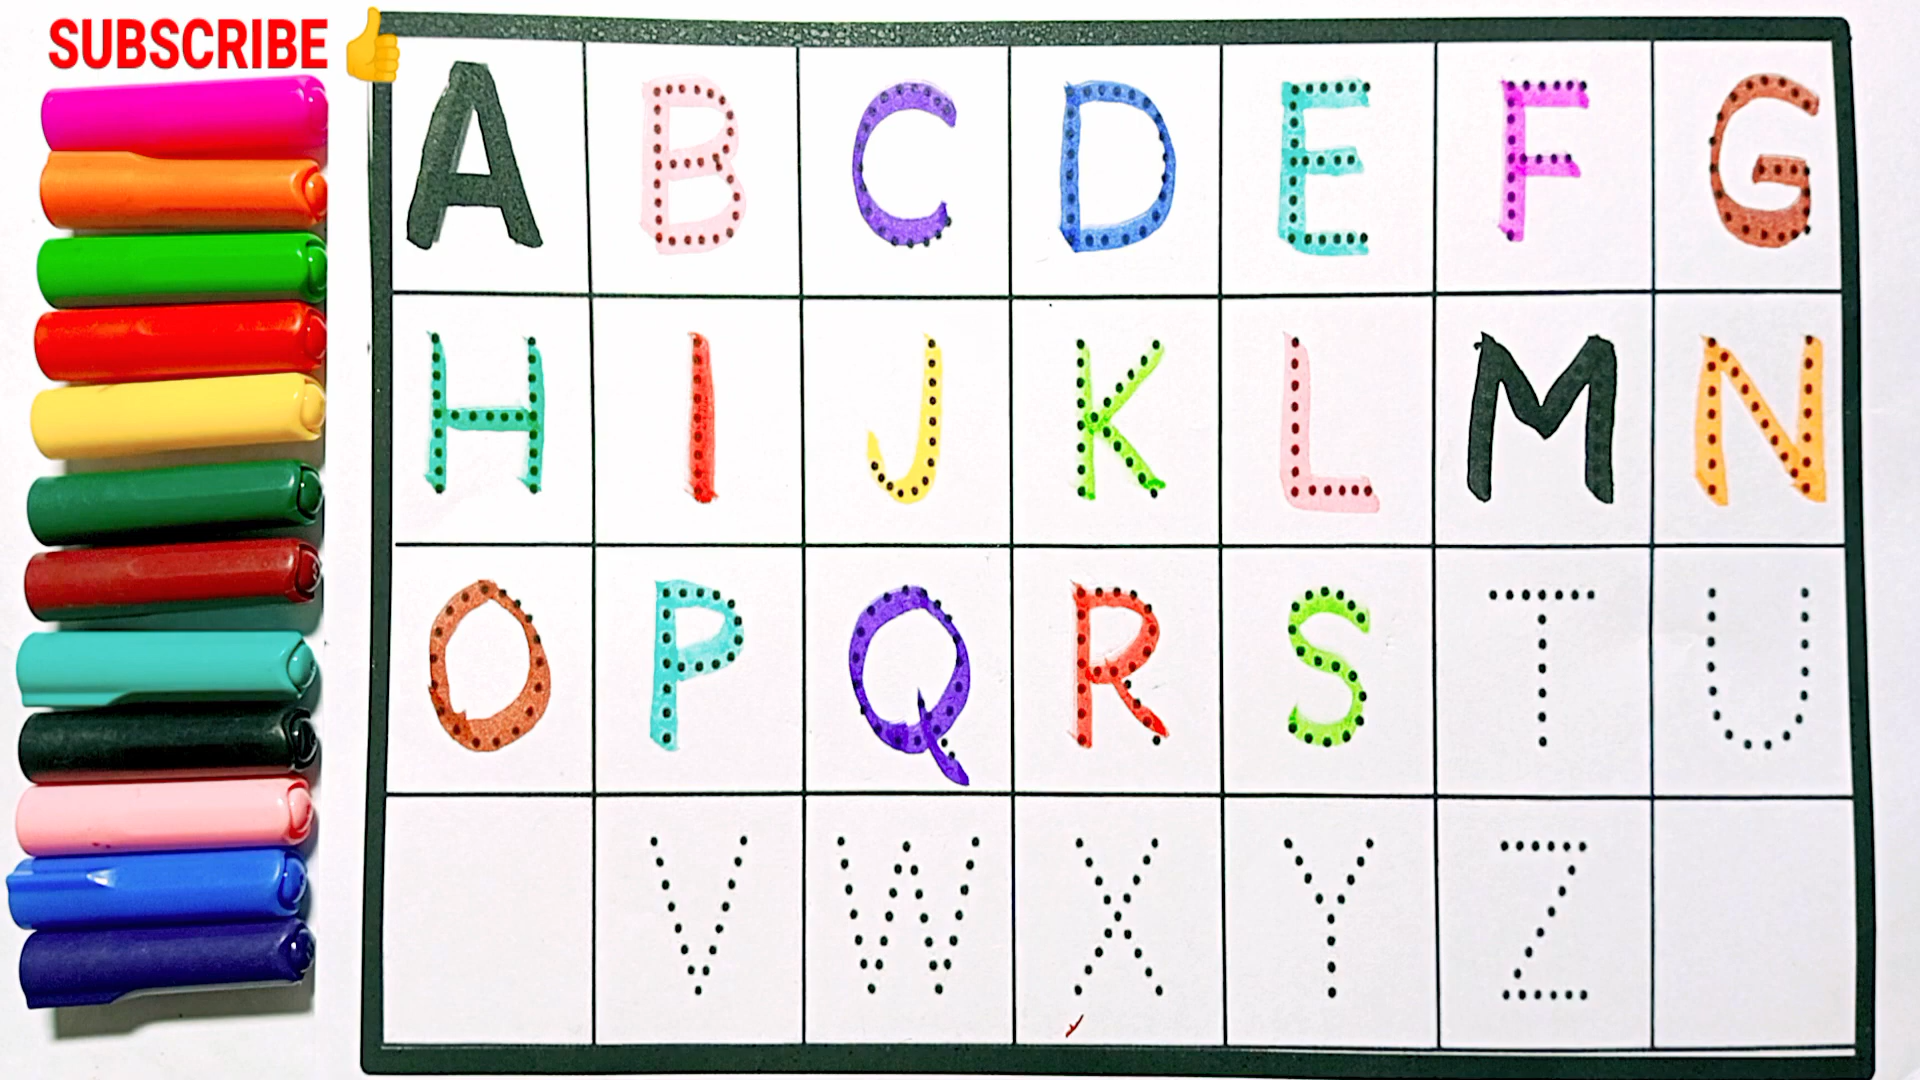 SUBSCRIBE
A B C D E F G
H I J K L M N
O P Q R S T U
V W X Y Z